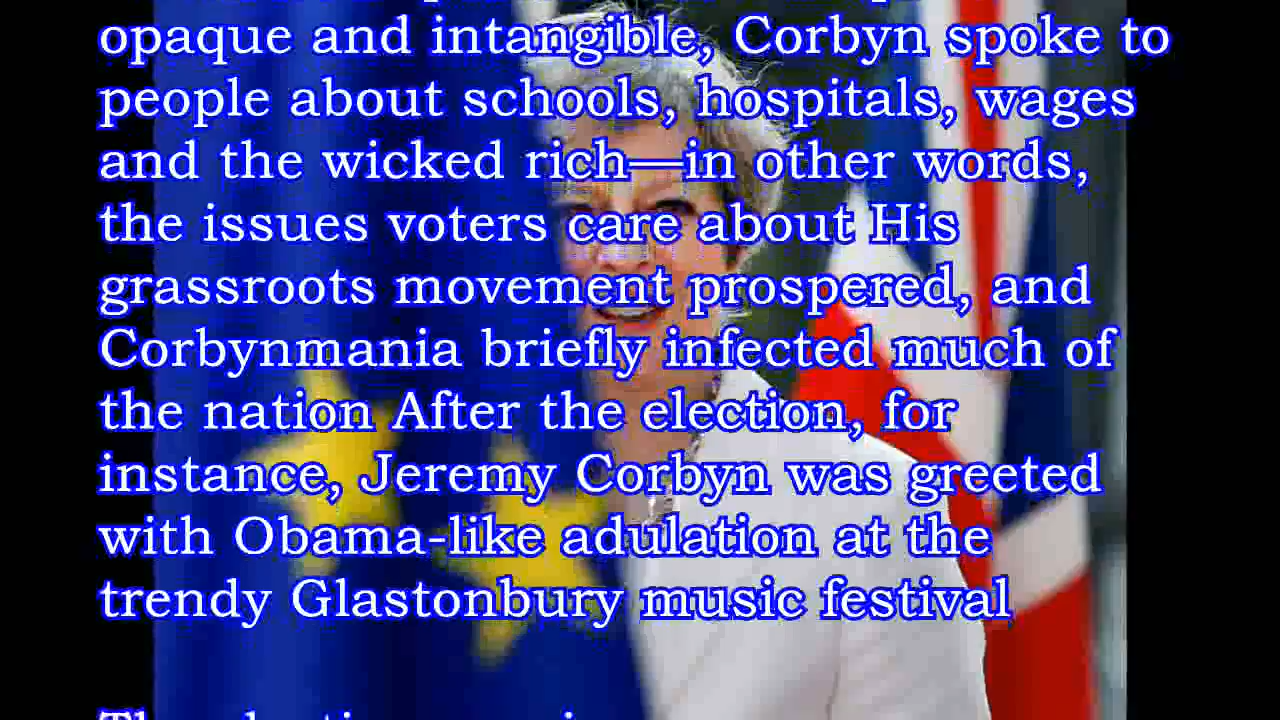 opaque and intangible, Corbyn spoke to
people about schools, hospitals, wages
and the wicked rich—in other words,
the issues voters care about His
grassroots movement prospered, and
Corbynmania briefly infected much of
the nation After the election, for
instance, Jeremy Corbyn was greeted
with Obama-like adulation at the
trendy Glastonbury music festival